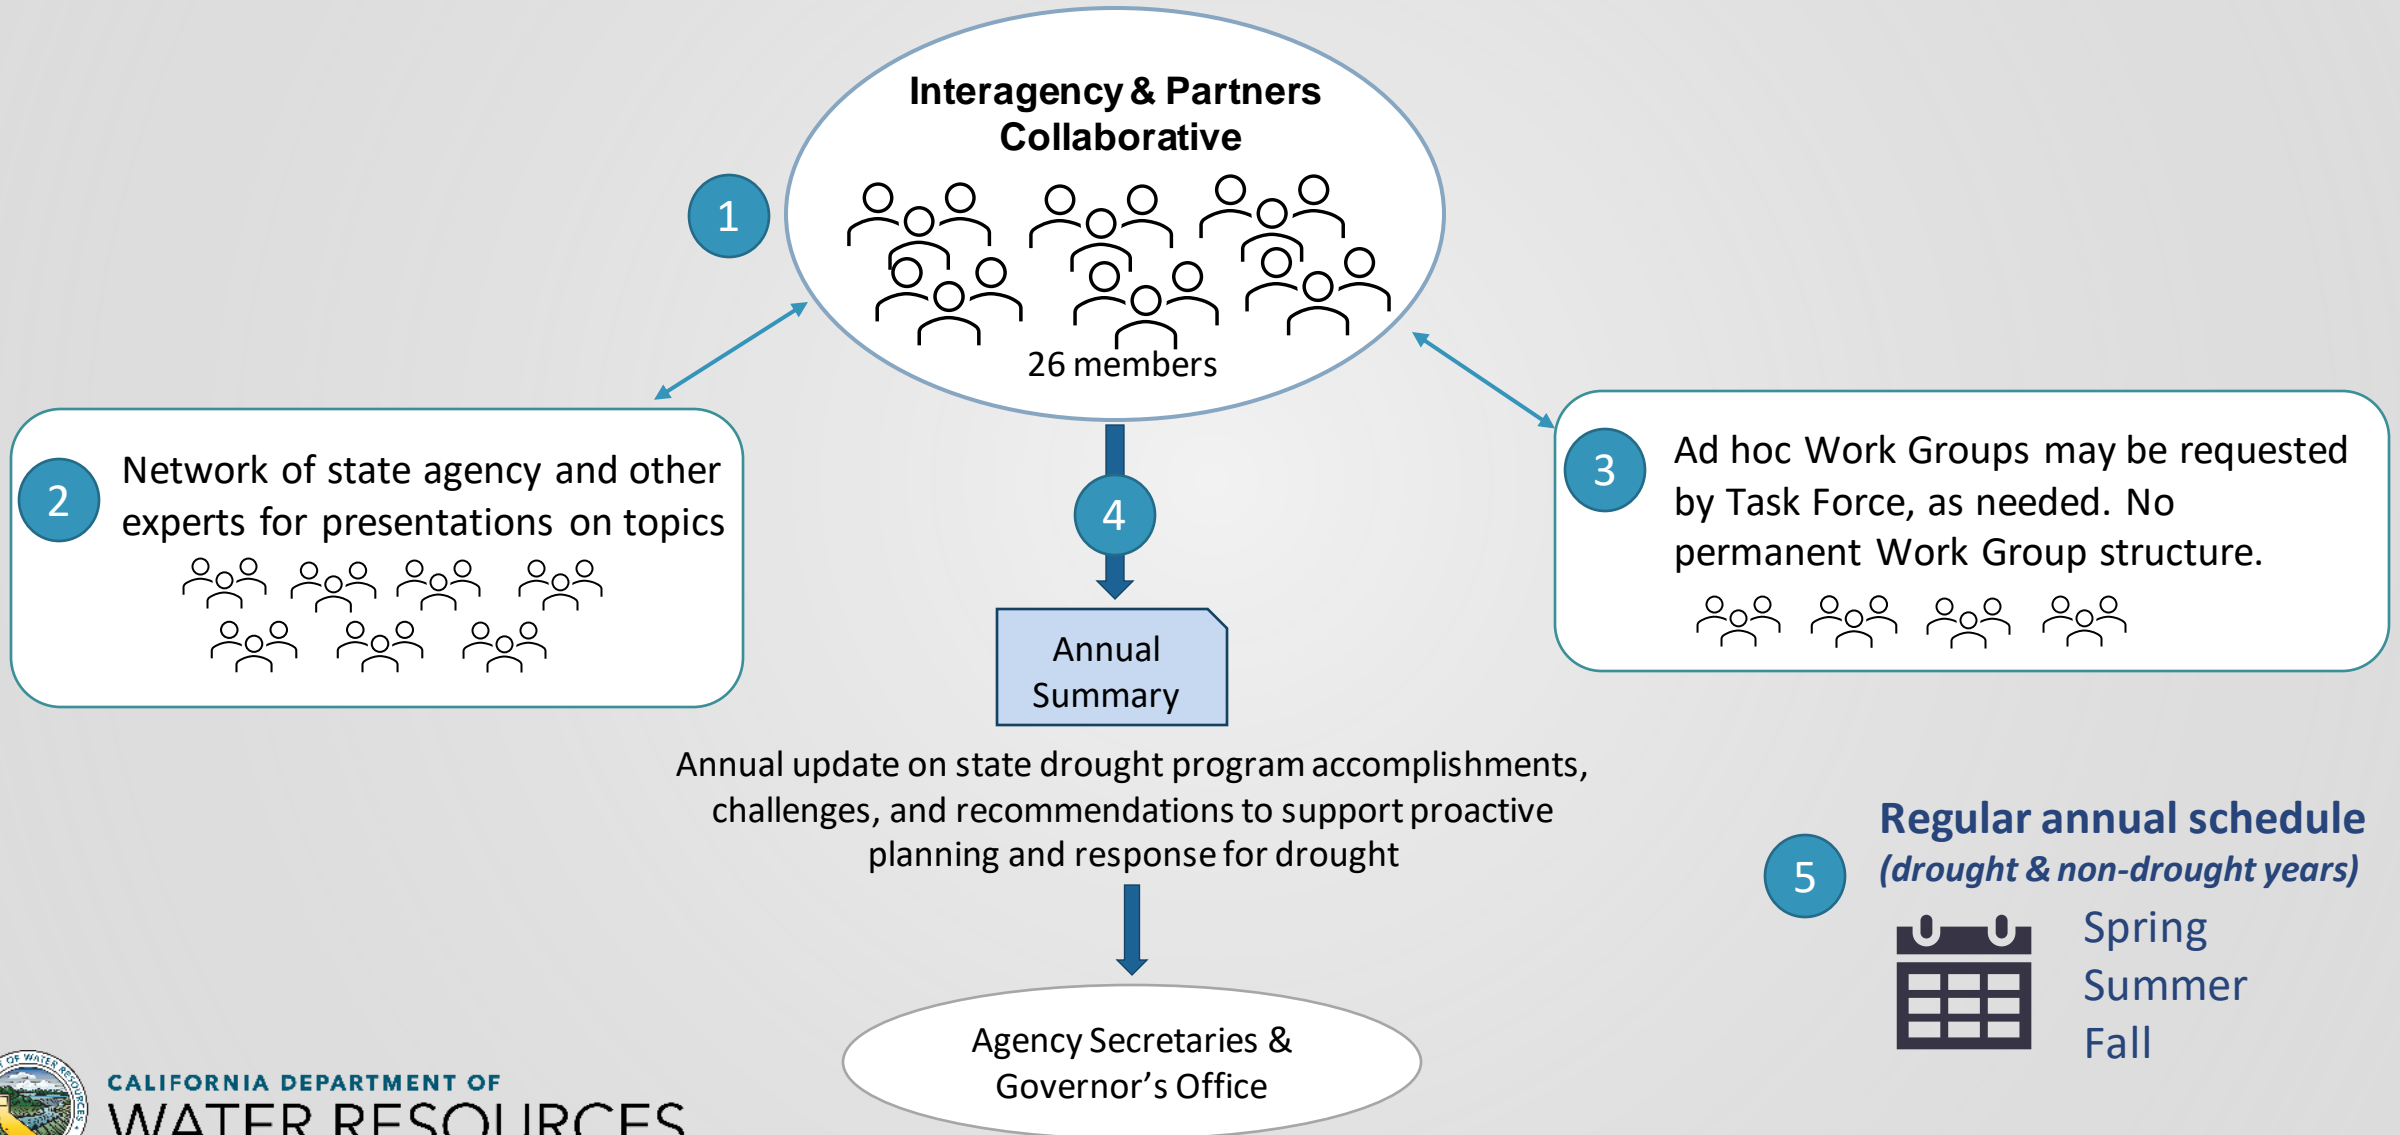 Interagency & Partners
Collaborative
1
26 members
2
Network of state agency and other
experts for presentations on topics
3
Ad hoc Work Groups may be requested
by Task Force, as needed. No
permanent Work Group structure.
4
Annual
Summary
Annual update on state drought program accomplishments,
challenges, and recommendations to support proactive
planning and response for drought
5
Regular annual schedule
(drought & non-drought years)
Spring
Summer
Fall
Agency Secretaries &
Governor’s Office
OF WATER RESOURCES
CALIFORNIA DEPARTMENT OF
WATER RESOURCES